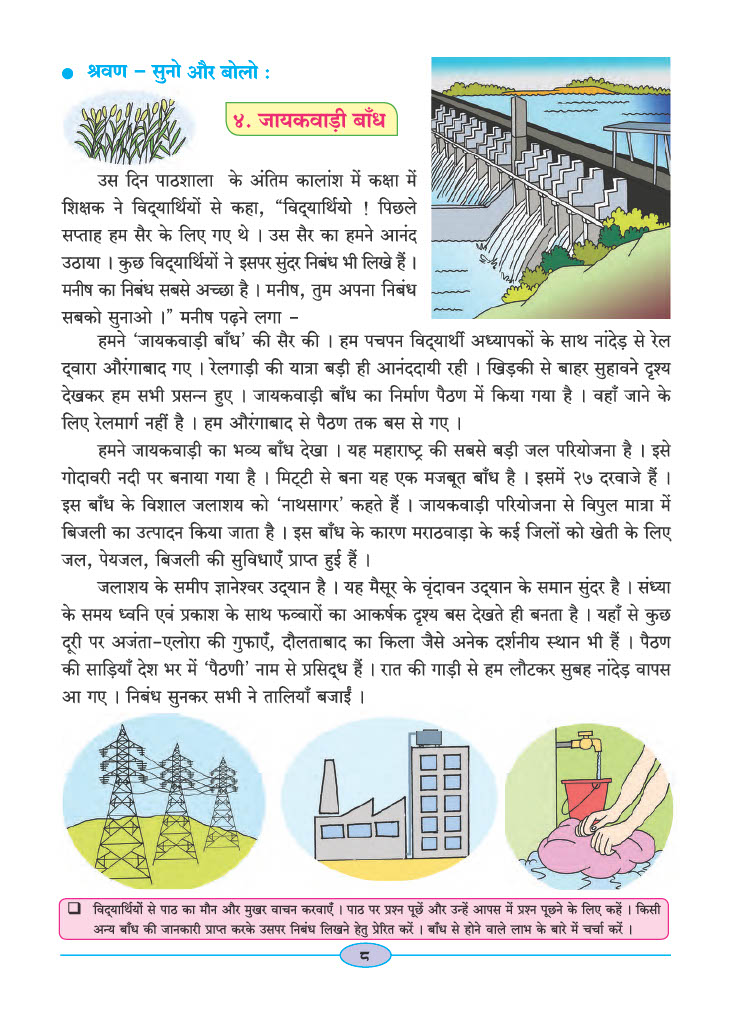 ● श्रवण – सुनो और बोलो :
४. जायकवाड़ी बाँध
उस दिन पाठशाला के अंतिम कालांश में कक्षा में
शिक्षक ने विद्‌यार्थियों से कहा, “विद्‌यार्थियो ! पिछले
सप्ताह हम सैर के लिए गए थे । उस सैर का हमने आनंद
उठाया । कुछ विद्‌यार्थियों ने इसपर सुंदर निबंध भी लिखे हैं ।
मनीष का निबंध सबसे अच्छा है । मनीष, तुम अपना निबंध
सबको सुनाओ ।” मनीष पढ़ने लगा –
हमने ‘जायकवाड़ी बाँध’ की सैर की । हम पचपन विद्‌यार्थी अध्यापकों के साथ नांदेड़ से रेल
द्‌वारा औरंगाबाद गए । रेलगाड़ी की यात्रा बड़ी ही आनंददायी रही । खिड़की से बाहर सुहावने दृश्य
देखकर हम सभी प्रसन्न हुए । जायकवाड़ी बाँध का निर्माण पैठण में किया गया है । वहाँ जाने के
लिए रेलमार्ग नहीं है । हम औरंगाबाद से पैठण तक बस से गए ।
हमने जायकवाड़ी का भव्य बाँध देखा । यह महाराष्ट्र की सबसे बड़ी जल परियोजना है । इसे
गोदावरी नदी पर बनाया गया है । मिट्‌टी से बना यह एक मजबूत बाँध है । इसमें २७ दरवाजे हैं ।
इस बाँध के विशाल जलाशय को ‘नाथसागर’ कहते हैं । जायकवाड़ी परियोजना से विपुल मात्रा में
बिजली का उत्पादन किया जाता है । इस बाँध के कारण मराठवाड़ा के कई जिलों को खेती के लिए
जल, पेयजल, बिजली की सुविधाएँ प्राप्त हुई हैं ।
जलाशय के समीप ज्ञानेश्वर उद्‌यान है । यह मैसूर के वृंदावन उद्‌यान के समान सुंदर है । संध्या
के समय ध्वनि एवं प्रकाश के साथ फव्वारों का आकर्षक दृश्य बस देखते ही बनता है । यहाँ से कुछ
दूरी पर अजंता-एलोरा की गुफाएँ, दौलताबाद का किला जैसे अनेक दर्शनीय स्थान भी हैं । पैठण
की साड़ियाँ देश भर में ‘पैठणी’ नाम से प्रसिद्‌ध हैं । रात की गाड़ी से हम लौटकर सुबह नांदेड़ वापस
आ गए । निबंध सुनकर सभी ने तालियाँ बजाईं ।
❑ विद्‌यार्थियों से पाठ का मौन और मुखर वाचन करवाएँ । पाठ पर प्रश्न पूछें और उन्हें आपस में प्रश्न पूछने के लिए कहें । किसी
अन्य बाँध की जानकारी प्राप्त करके उसपर निबंध लिखने हेतु प्रेरित करें । बाँध से होने वाले लाभ के बारे में चर्चा करें ।
८